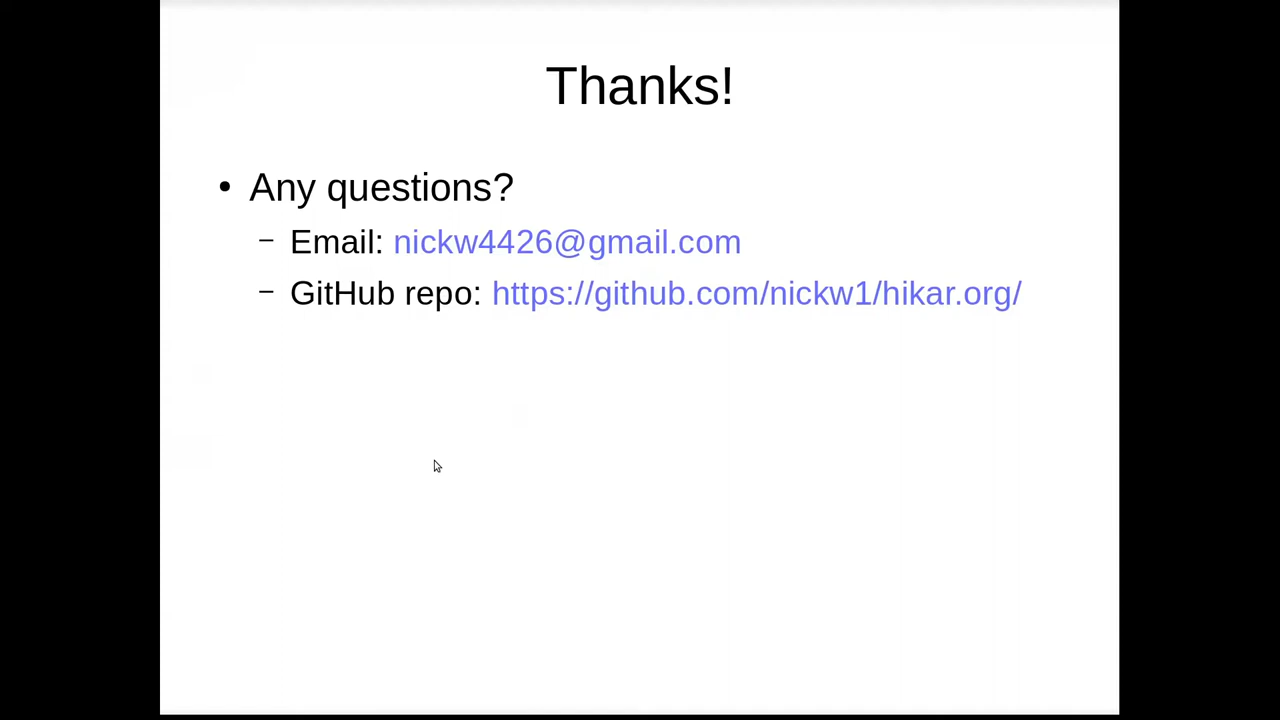 Thanks!
• Any questions?
– Email: nickw4426@gmail.com
– GitHub repo: https://github.com/nickw1/hikar.org/